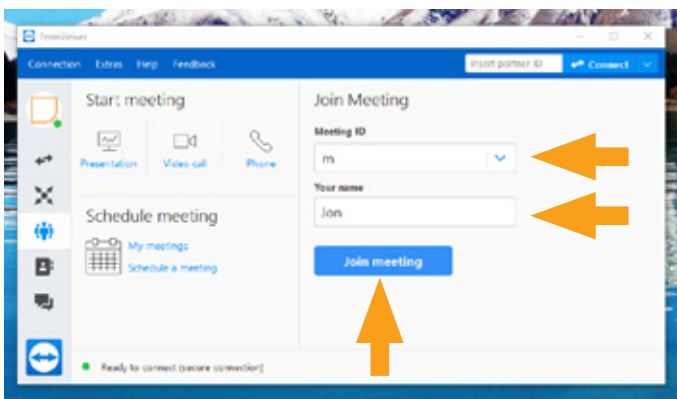 TeamViewer
Connection Extras Help Feedback
Insert partner ID
Connect
Start meeting
Presentation Video call Phone
Schedule meeting
My meetings
Schedule a meeting
Join Meeting
Meeting ID
m
Your name
Jon
Join meeting
Ready to connect (secure connection)